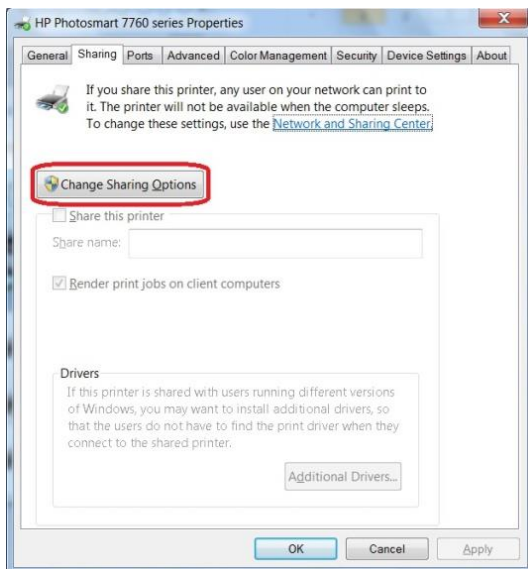 HP Photosmart 7760 series Properties
General Sharing Ports Advanced Color Management Security Device Settings About
If you share this printer, any user on your network can print to
it. The printer will not be available when the computer sleeps.
To change these settings, use the Network and Sharing Center.
Change Sharing Options
Share this printer
Share name:
Render print jobs on client computers
Drivers
If this printer is shared with users running different versions
of Windows, you may want to install additional drivers, so
that the users do not have to find the print driver when they
connect to the shared printer.
Additional Drivers...
OK Cancel Apply